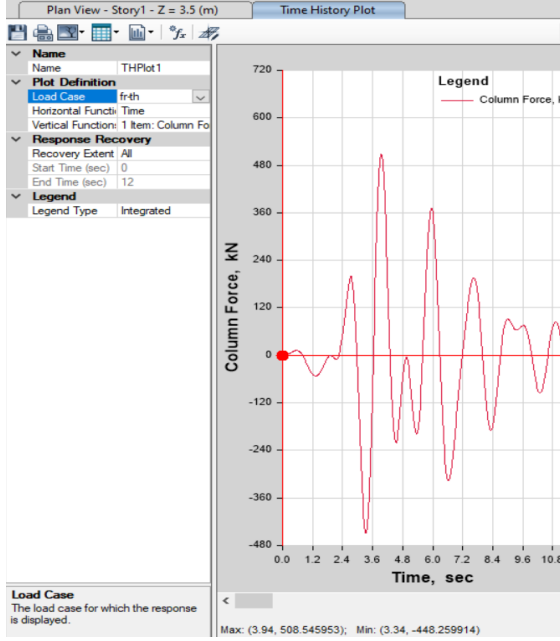 Plan View - Story1 - Z = 3.5 (m)
Time History Plot
Name
Name THPlot1
Plot Definition
Load Case fr-th
Horizontal Functi Time
Vertical Function: 1 Item: Column Fo
Response Recovery
Recovery Extent All
Start Time (sec) 0
End Time (sec) 12
Legend
Legend Type Integrated
Load Case
The load case for which the response
is displayed.
Legend
Column Force,
720
600
480
360
240
120
0
-120
-240
-360
-480
Column Force, kN
0.0 1.2 2.4 3.6 4.8 6.0 7.2 8.4 9.6 10.8
Time, sec
Max: (3.94, 508.545953); Min: (3.34, -448.259914)